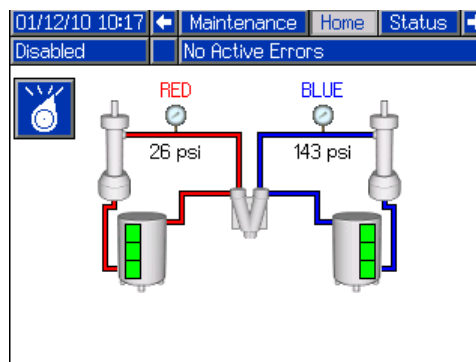 01/12/10 10:17 Maintenance Home Status
Disabled No Active Errors
RED BLUE
26 psi 143 psi